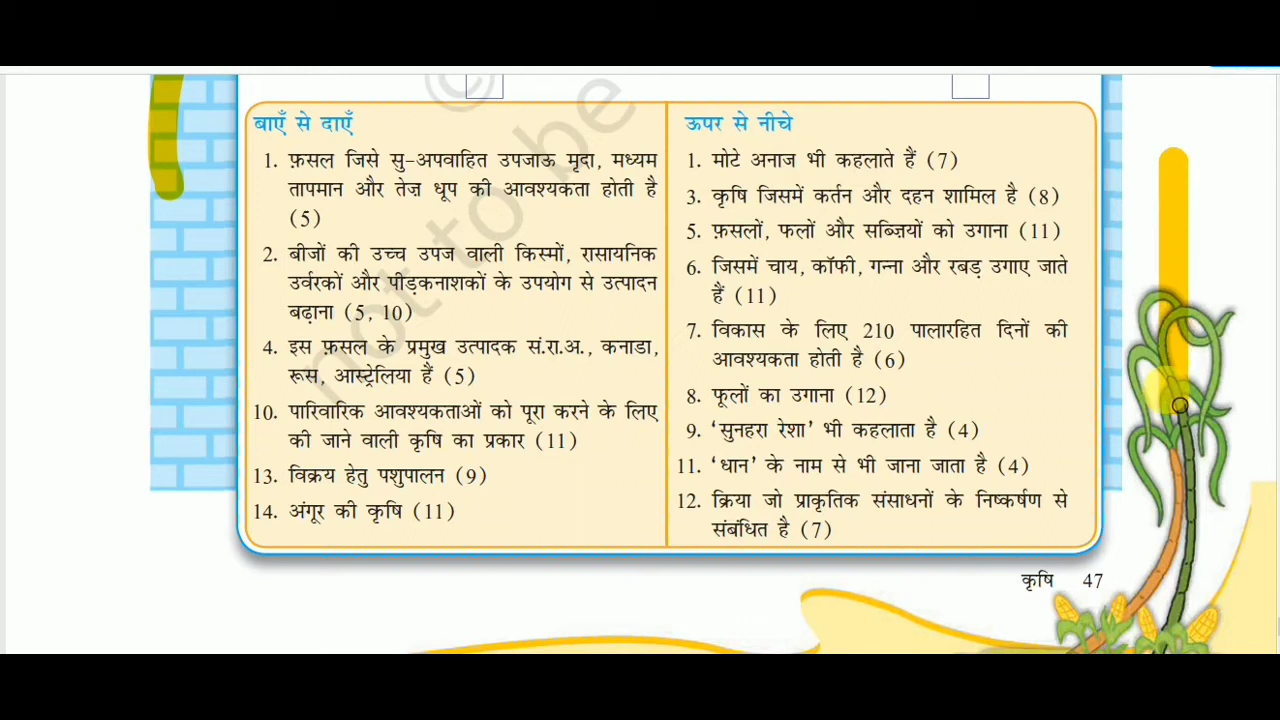 बाएँ से दाएँ
1. फ़सल जिसे सु-अपवाहित उपजाऊ मृदा, मध्यम
तापमान और तेज़ धूप की आवश्यकता होती है
(5)
2. बीजों की उच्च उपज वाली किस्मों, रासायनिक
उर्वरकों और पीड़कनाशकों के उपयोग से उत्पादन
बढ़ाना (5, 10)
4. इस फ़सल के प्रमुख उत्पादक सं.रा.अ., कनाडा,
रूस, आस्ट्रेलिया हैं (5)
10. पारिवारिक आवश्यकताओं को पूरा करने के लिए
की जाने वाली कृषि का प्रकार (11)
13. विक्रय हेतु पशुपालन (9)
14. अंगूर की कृषि (11)
ऊपर से नीचे
1. मोटे अनाज भी कहलाते हैं (7)
3. कृषि जिसमें कर्तन और दहन शामिल है (8)
5. फ़सलों, फलों और सब्ज़ियों को उगाना (11)
6. जिसमें चाय, कॉफी, गन्ना और रबड़ उगाए जाते
हैं (11)
7. विकास के लिए 210 पालारहित दिनों की
आवश्यकता होती है (6)
8. फूलों का उगाना (12)
9. ‘सुनहरा रेशा’ भी कहलाता है (4)
11. ‘धान’ के नाम से भी जाना जाता है (4)
12. क्रिया जो प्राकृतिक संसाधनों के निष्कर्षण से
संबंधित है (7)
कृषि 47
© not to be